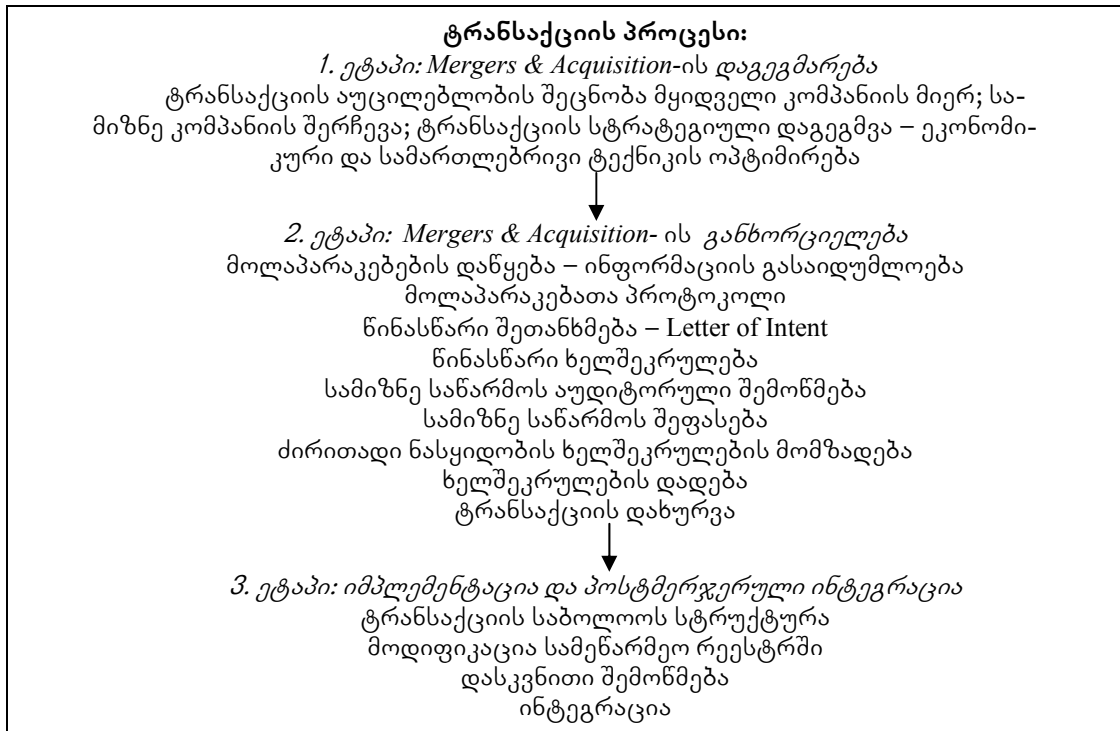 ტრანსაქციის პროცესი:
1. ეტაპი: Mergers & Acquisition-ის დაგეგმარება
ტრანსაქციის აუცილებლობის შეცნობა მყიდველი კომპანიის მიერ; სა-
მიზნე კომპანიის შერჩევა; ტრანსაქციის სტრატეგიული დაგეგმვა – ეკონომი-
კური და სამართლებრივი ტექნიკის ოპტიმირება
2. ეტაპი: Mergers & Acquisition- ის განხორციელება
მოლაპარაკებების დაწყება – ინფორმაციის გასაიდუმლოება
მოლაპარაკებათა პროტოკოლი
წინასწარი შეთანხმება – Letter of Intent
წინასწარი ხელშეკრულება
სამიზნე საწარმოს აუდიტორული შემოწმება
სამიზნე საწარმოს შეფასება
ძირითადი ნასყიდობის ხელშეკრულების მომზადება
ხელშეკრულების დადება
ტრანსაქციის დახურვა
3. ეტაპი: იმპლემენტაცია და პოსტმერჯერული ინტეგრაცია
ტრანსაქციის საბოლოოს სტრუქტურა
მოდიფიკაცია სამეწარმეო რეესტრში
დასკვნითი შემოწმება
ინტეგრაცია